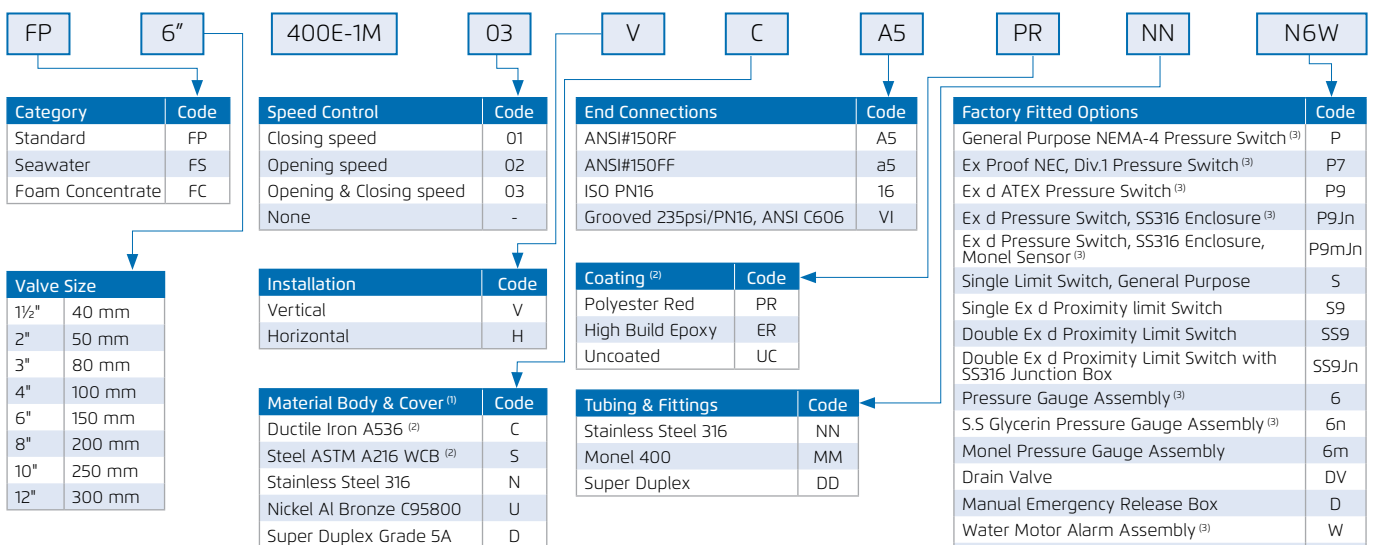 FP 6" 400E-1M 03 V C A5 PR NN N6W
Category Code
Standard FP
Seawater FS
Foam Concentrate FC
Valve Size
1½" 40 mm
2" 50 mm
3" 80 mm
4" 100 mm
6" 150 mm
8" 200 mm
10" 250 mm
12" 300 mm
Speed Control Code
Closing speed 01
Opening speed 02
Opening & Closing speed 03
None -
Installation Code
Vertical V
Horizontal H
Material Body & Cover (1) Code
Ductile Iron A536 (2) C
Steel ASTM A216 WCB (2) S
Stainless Steel 316 N
Nickel Al Bronze C95800 U
Super Duplex Grade 5A D
End Connections Code
ANSI#150RF A5
ANSI#150FF a5
ISO PN16 16
Grooved 235psi/PN16, ANSI C606 VI
Coating (2) Code
Polyester Red PR
High Build Epoxy ER
Uncoated UC
Tubing & Fittings Code
Stainless Steel 316 NN
Monel 400 MM
Super Duplex DD
Factory Fitted Options Code
General Purpose NEMA-4 Pressure Switch (3) P
Ex Proof NEC, Div.1 Pressure Switch (3) P7
Ex d ATEX Pressure Switch (3) P9
Ex d Pressure Switch, SS316 Enclosure (3) P9Jn
Ex d Pressure Switch, SS316 Enclosure,
Monel Sensor (3) P9mJn
Single Limit Switch, General Purpose S
Single Ex d Proximity limit Switch S9
Double Ex d Proximity Limit Switch SS9
Double Ex d Proximity Limit Switch with
SS316 Junction Box SS9Jn
Pressure Gauge Assembly (3) 6
S.S Glycerin Pressure Gauge Assembly (3) 6n
Monel Pressure Gauge Assembly 6m
Drain Valve DV
Manual Emergency Release Box D
Water Motor Alarm Assembly (3) W